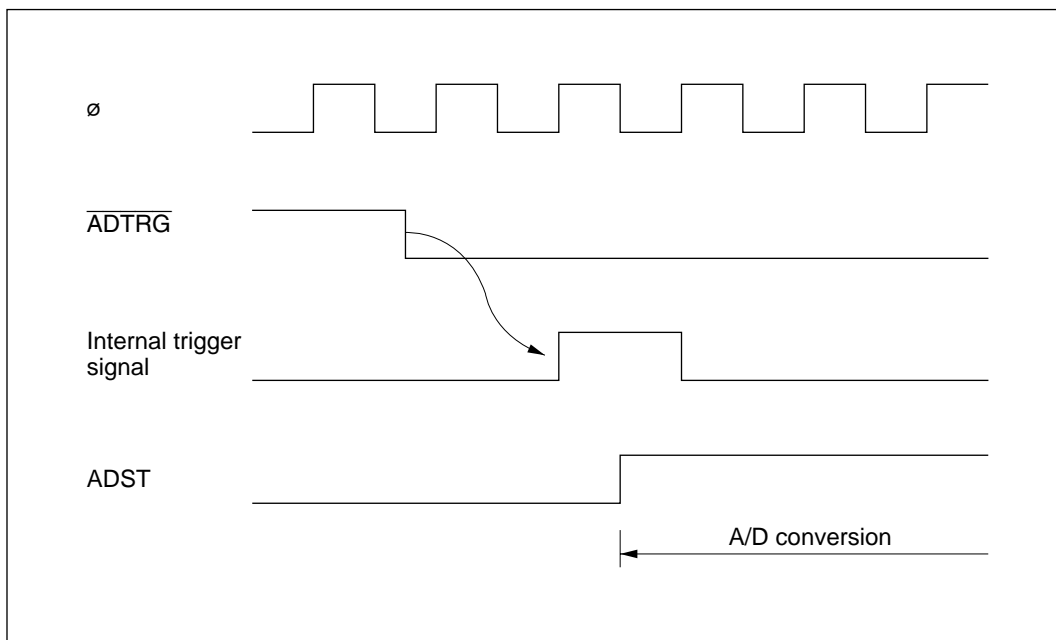 ø
ADTRG
Internal trigger
signal
ADST
A/D conversion